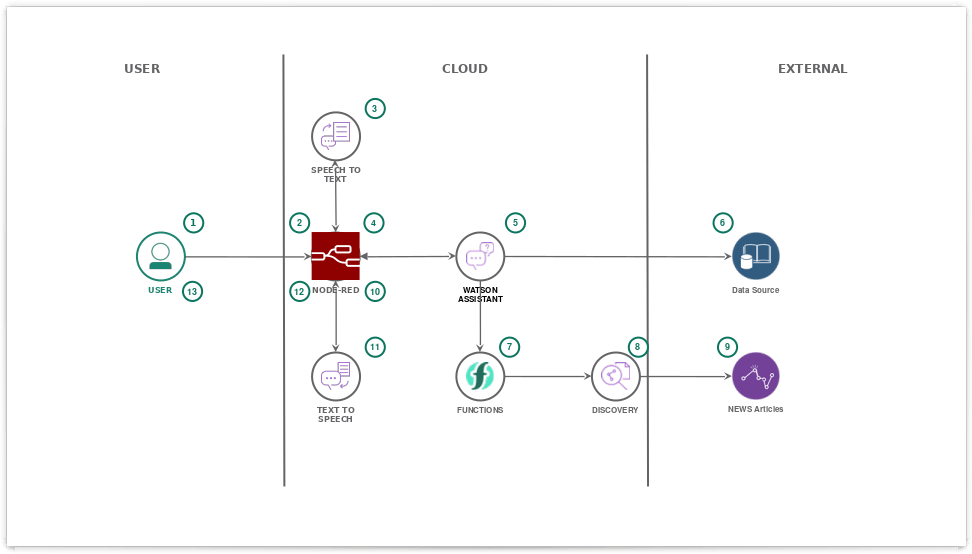 USER
CLOUD
EXTERNAL
3
SPEECH TO
TEXT
1
2
4
5
6
USER
13
12
NODE-RED
10
WATSON
ASSISTANT
Data Source
11
7
8
9
TEXT TO
SPEECH
FUNCTIONS
DISCOVERY
NEWS Articles